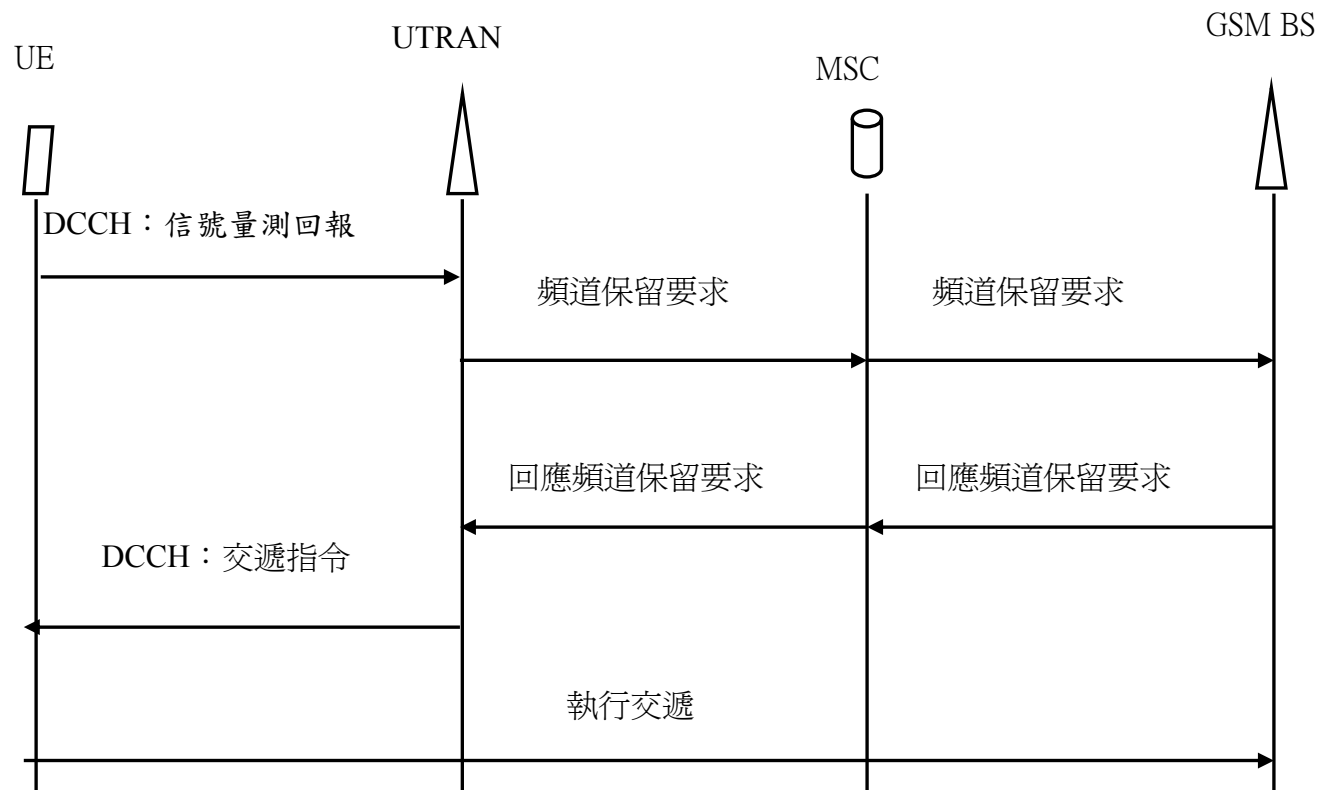 UE
UTRAN
MSC
GSM BS
DCCH：信號量測回報
頻道保留要求
頻道保留要求
回應頻道保留要求
回應頻道保留要求
DCCH：交遞指令
執行交遞